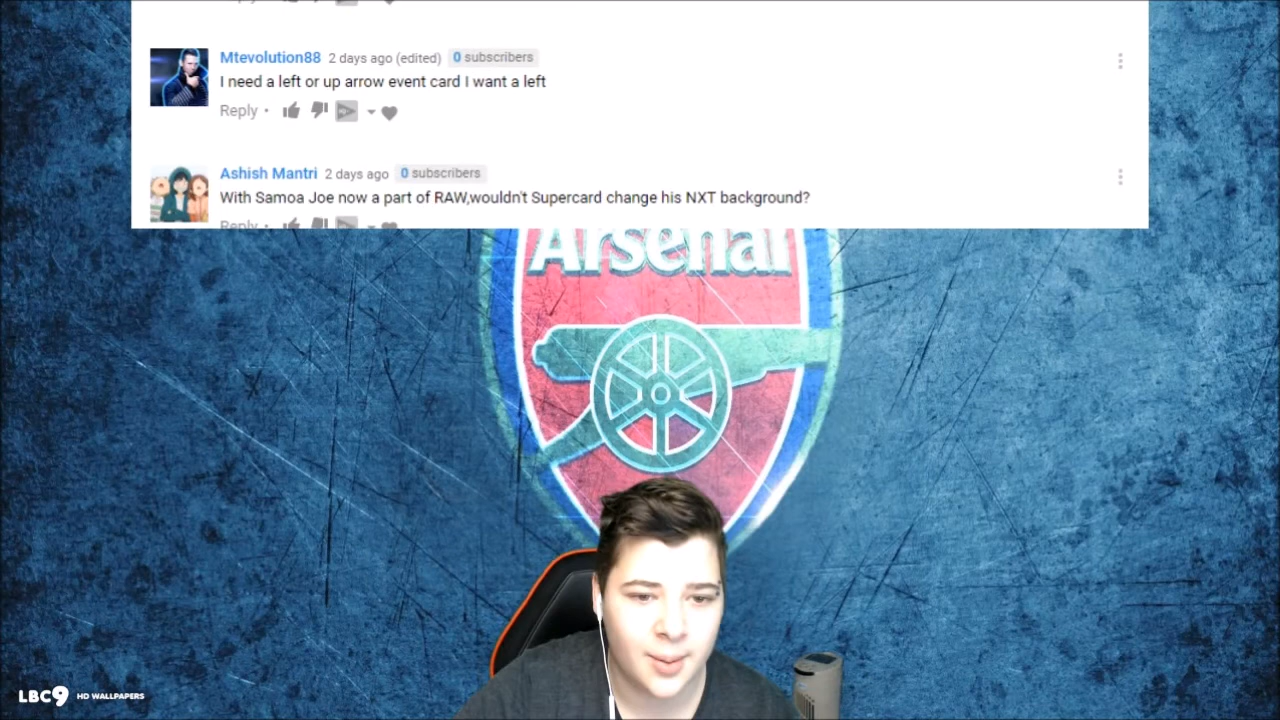 Mtevolution88 2 days ago (edited) 0 subscribers
I need a left or up arrow event card I want a left
Reply •
Ashish Mantri 2 days ago 0 subscribers
With Samoa Joe now a part of RAW,wouldn't Supercard change his NXT background?
Reply •
Arsenal
LBC9 HD WALLPAPERS